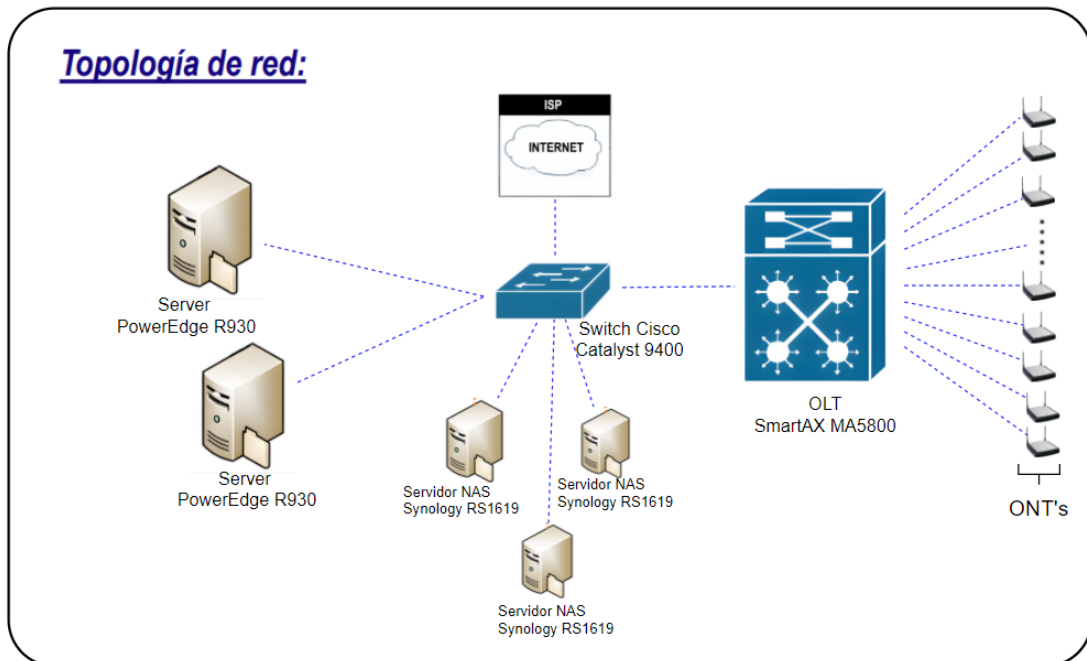 Topología de red:
ISP
INTERNET
Server
PowerEdge R930
Switch Cisco
Catalyst 9400
Server
PowerEdge R930
OLT
SmartAX MA5800
Servidor NAS
Synology RS1619
Servidor NAS
Synology RS1619
Servidor NAS
Synology RS1619
ONT's